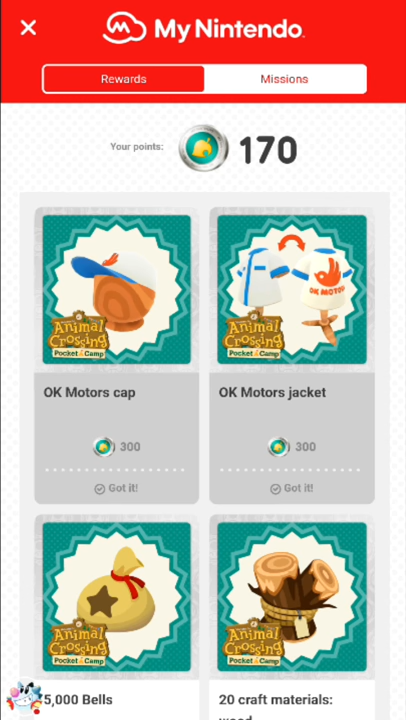 My Nintendo
Rewards
Missions
Your points:
170
OK MOTORS
Animal
Crossing
Pocket Camp
Animal
Crossing
Pocket Camp
OK Motors cap
OK Motors jacket
300
300
Got it!
Got it!
Animal
Crossing
Pocket Camp
Animal
Crossing
Pocket Camp
5,000 Bells
20 craft materials:
wood